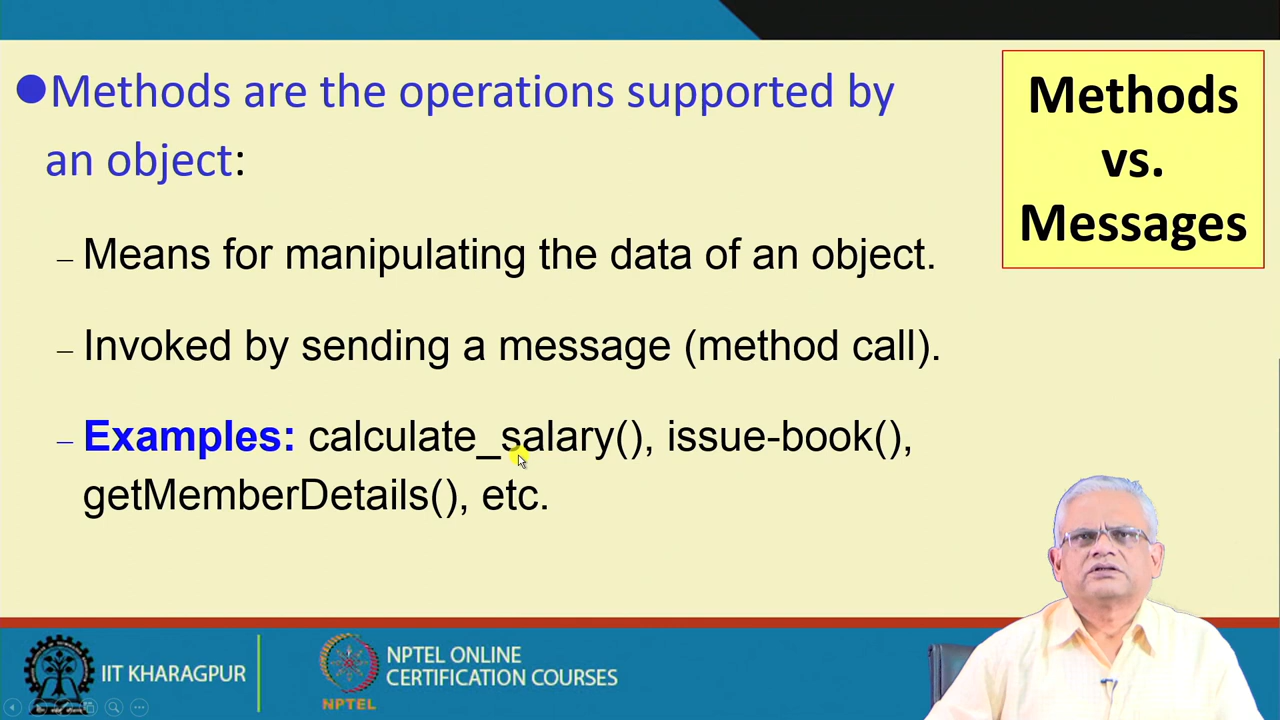 ●Methods are the operations supported by
an object:
– Means for manipulating the data of an object.
– Invoked by sending a message (method call).
– Examples: calculate_salary(), issue-book(),
getMemberDetails(), etc.
Methods
vs.
Messages
IIT KHARAGPUR
NPTEL ONLINE
CERTIFICATION COURSES
NPTEL